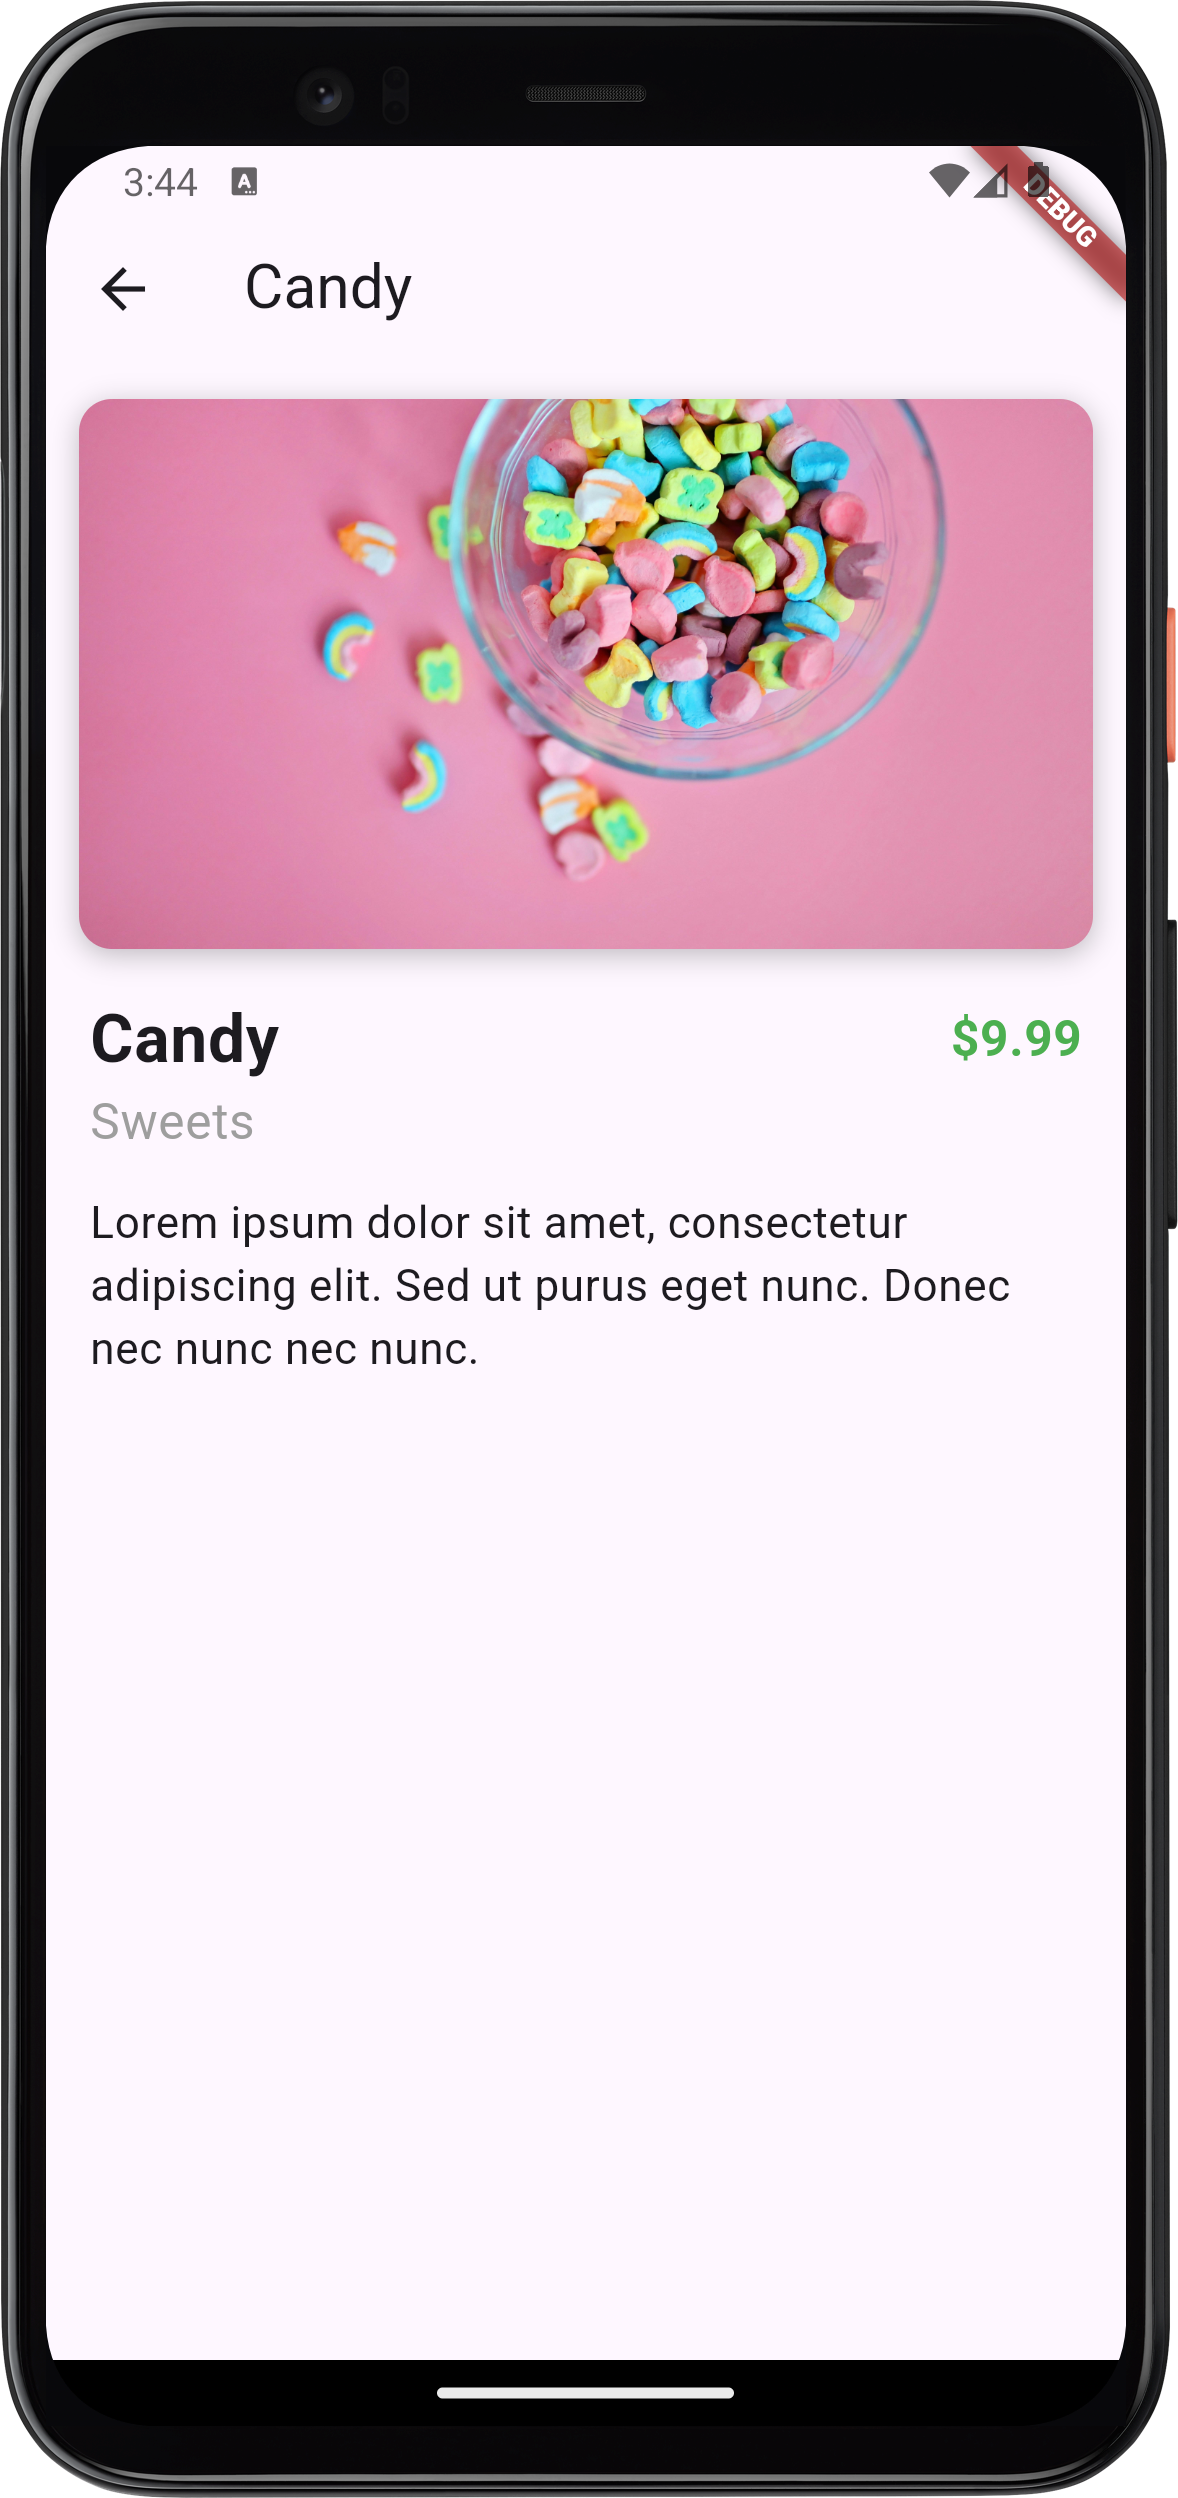 3:44
A
DEBUG
Candy
Candy
$9.99
Sweets
Lorem ipsum dolor sit amet, consectetur
adipiscing elit. Sed ut purus eget nunc. Donec
nec nunc nec nunc.